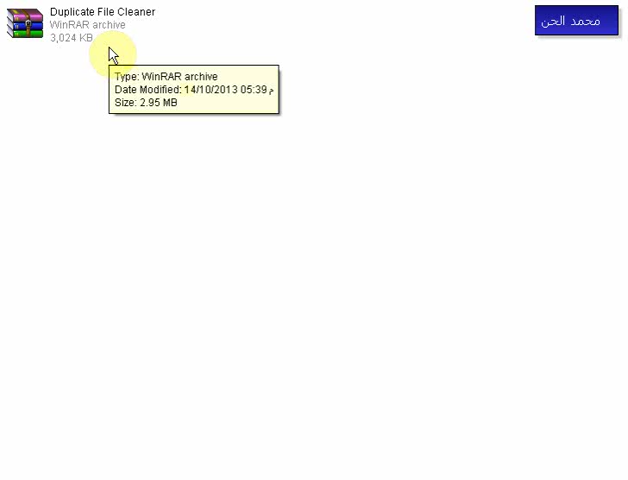 Duplicate File Cleaner
WinRAR archive
3,024 KB
محمد الحن
Type: WinRAR archive
Date Modified: 14/10/2013 05:39 م
Size: 2.95 MB